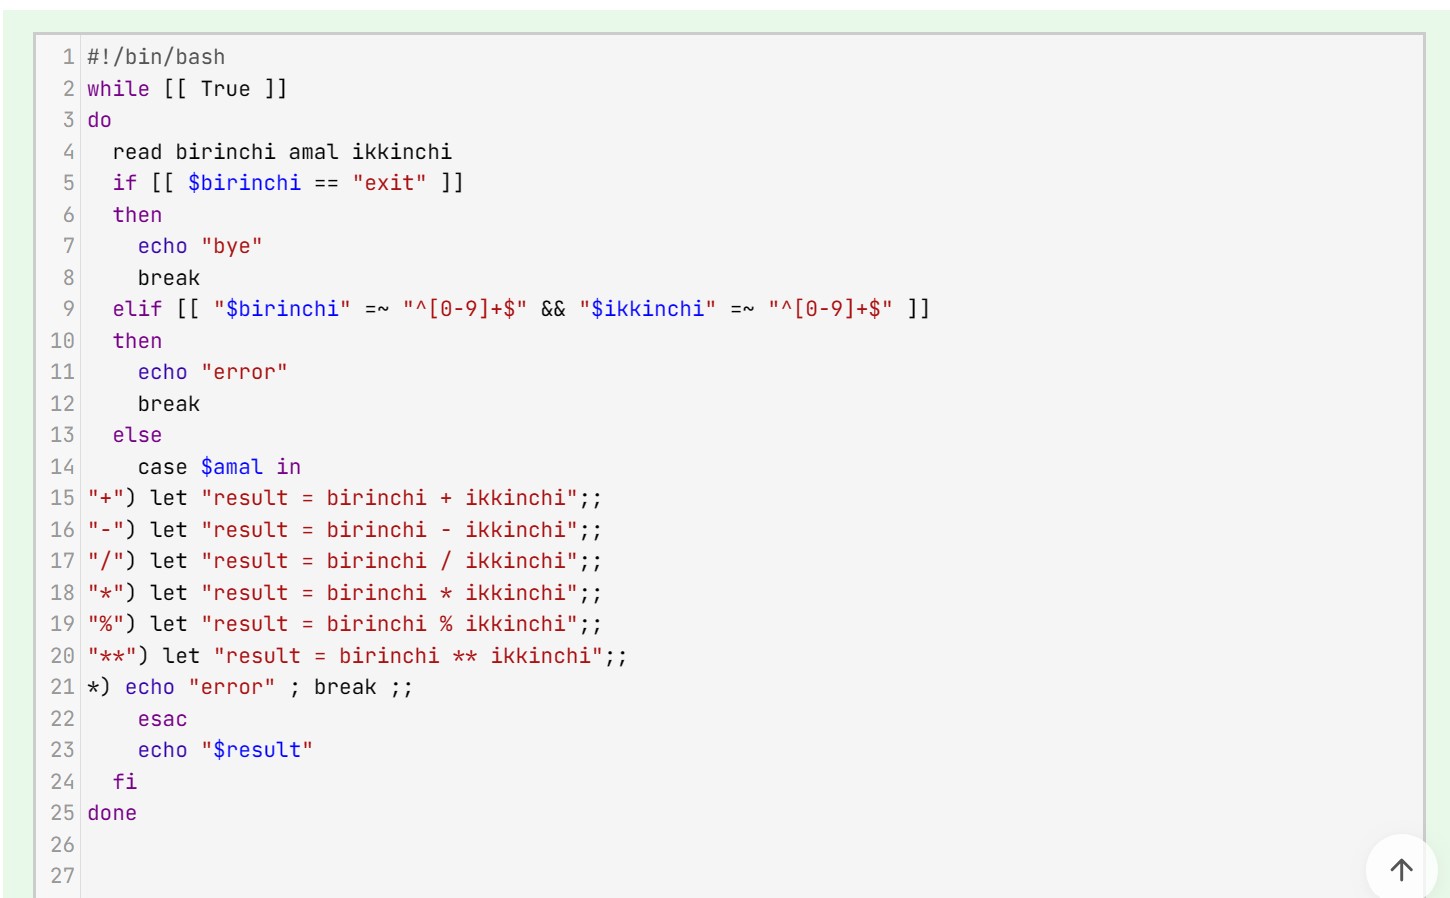 1 #!/bin/bash
2 while [[ True ]]
3 do
4   read birinchi amal ikkinchi
5   if [[ $birinchi == "exit" ]]
6   then
7     echo "bye"
8     break
9   elif [[ "$birinchi" =~ "^[0-9]+$" && "$ikkinchi" =~ "^[0-9]+$" ]]
10   then
11     echo "error"
12     break
13   else
14     case $amal in
15 "+") let "result = birinchi + ikkinchi";;
16 "-") let "result = birinchi - ikkinchi";;
17 "/") let "result = birinchi / ikkinchi";;
18 "*") let "result = birinchi * ikkinchi";;
19 "%") let "result = birinchi % ikkinchi";;
20 "**") let "result = birinchi ** ikkinchi";;
21 *) echo "error" ; break ;;
22     esac
23     echo "$result"
24   fi
25 done
26
27